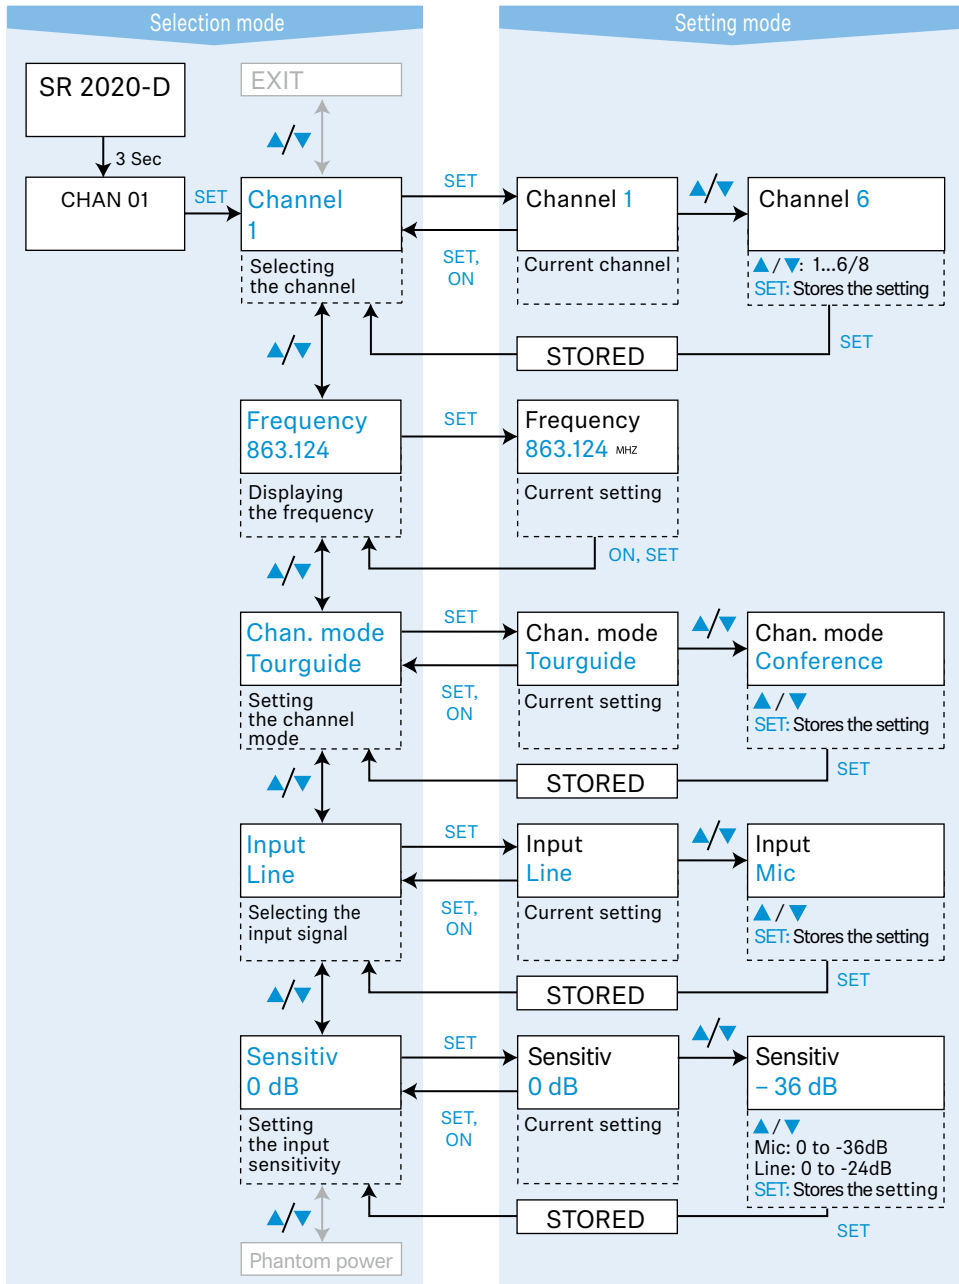 Selection mode
Setting mode
SR 2020-D
EXIT
▲/▼
3 Sec
CHAN 01
SET
Channel
1
SET
Channel 1
▲/▼
Channel 6
SET,
ON
Selecting
the channel
Current channel
▲/▼: 1...6/8
SET: Stores the setting
▲/▼
STORED
SET
Frequency
863.124
SET
Frequency
863.124 MHZ
Displaying
the frequency
Current setting
▲/▼
ON, SET
Chan. mode
Tourguide
SET
Chan. mode
Tourguide
▲/▼
Chan. mode
Conference
SET,
ON
Setting
the channel
mode
Current setting
▲/▼
SET: Stores the setting
▲/▼
STORED
SET
Input
Line
SET
Input
Line
▲/▼
Input
Mic
SET,
ON
Selecting the
input signal
Current setting
▲/▼
SET: Stores the setting
▲/▼
STORED
SET
Sensitiv
0 dB
SET
Sensitiv
0 dB
▲/▼
Sensitiv
– 36 dB
SET,
ON
Setting
the input
sensitivity
Current setting
▲/▼
Mic: 0 to -36dB
Line: 0 to -24dB
SET: Stores the setting
▲/▼
STORED
SET
Phantom power